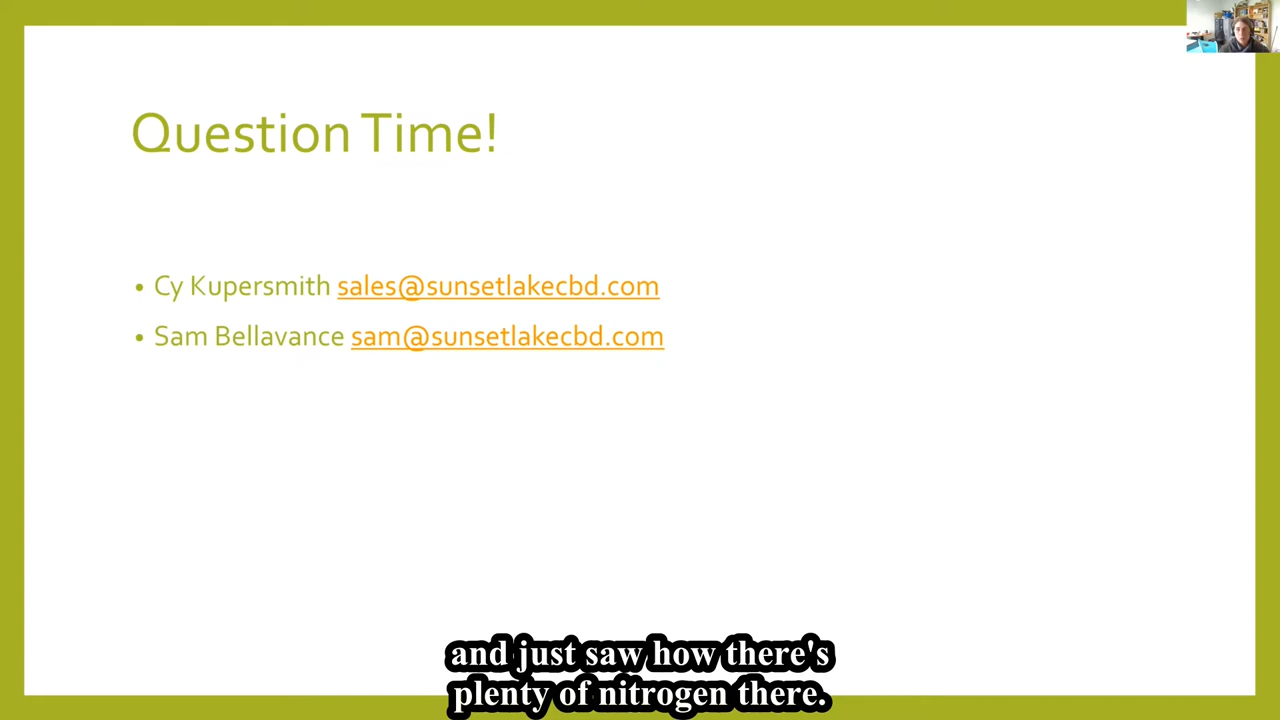 Question Time!
• Cy Kupersmith sales@sunsetlakecbd.com
• Sam Bellavance sam@sunsetlakecbd.com
and just saw how there's
plenty of nitrogen there.